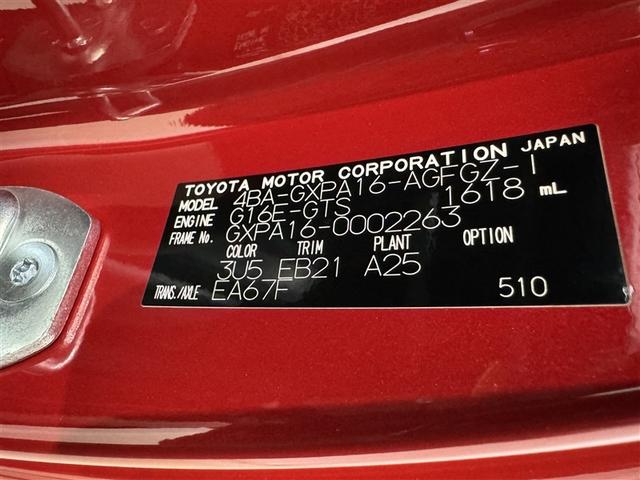 TOYOTA MOTOR CORPORATION JAPAN
MODEL 4BA-GXPA16-AGFGZ-1
ENGINE G16E-GTS 1618 mL
FRAME No. GXPA16-0002263
COLOR TRIM PLANT OPTION
3U5 EB21 A25
TRANS./AXLE EA67F 510